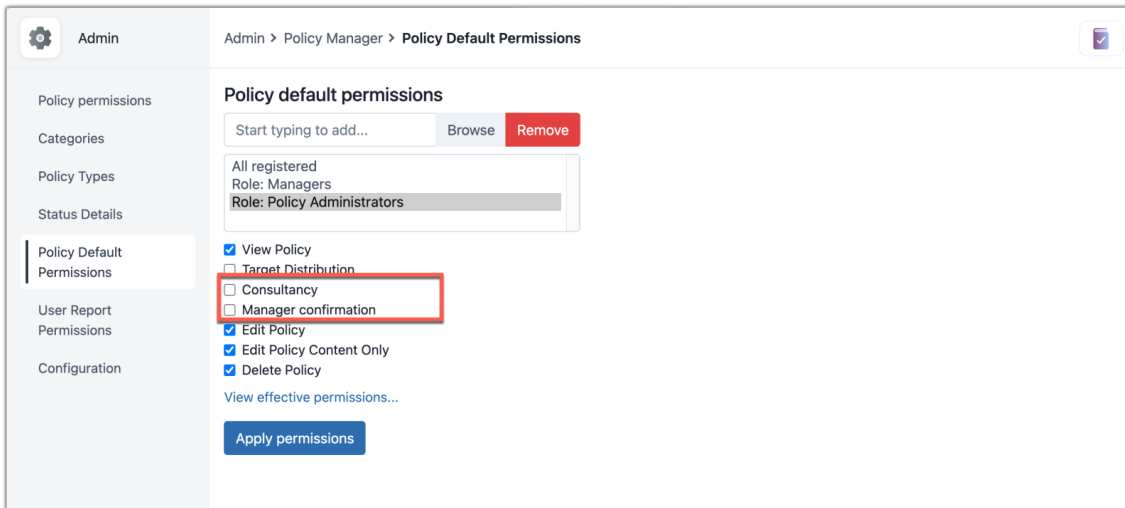 Admin
Admin > Policy Manager > Policy Default Permissions
Policy permissions
Categories
Policy Types
Status Details
Policy Default
Permissions
User Report
Permissions
Configuration
Policy default permissions
Start typing to add...
Browse
Remove
All registered
Role: Managers
Role: Policy Administrators
View Policy
Target Distribution
Consultancy
Manager confirmation
Edit Policy
Edit Policy Content Only
Delete Policy
View effective permissions...
Apply permissions